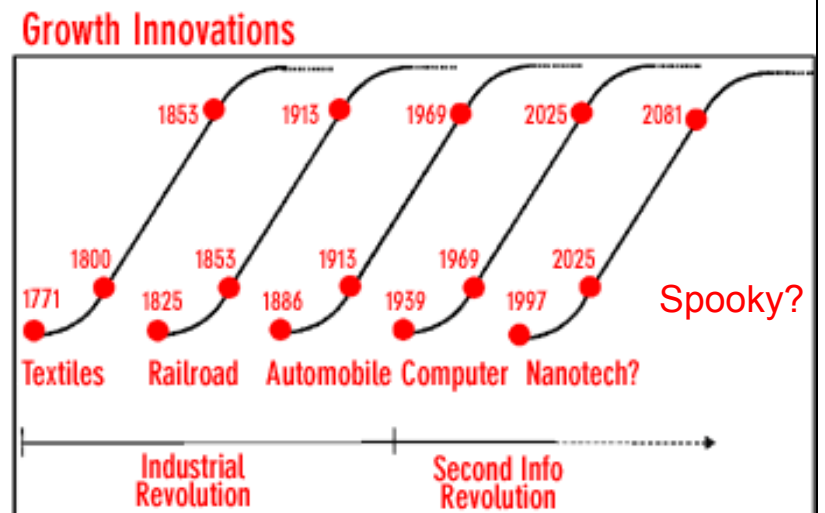 Growth Innovations
1853 1913 1969 2025 2081
1800 1853 1913 1969 2025
1771 1825 1886 1939 1997 Spooky?
Textiles Railroad Automobile Computer Nanotech?
Industrial
Revolution
Second Info
Revolution